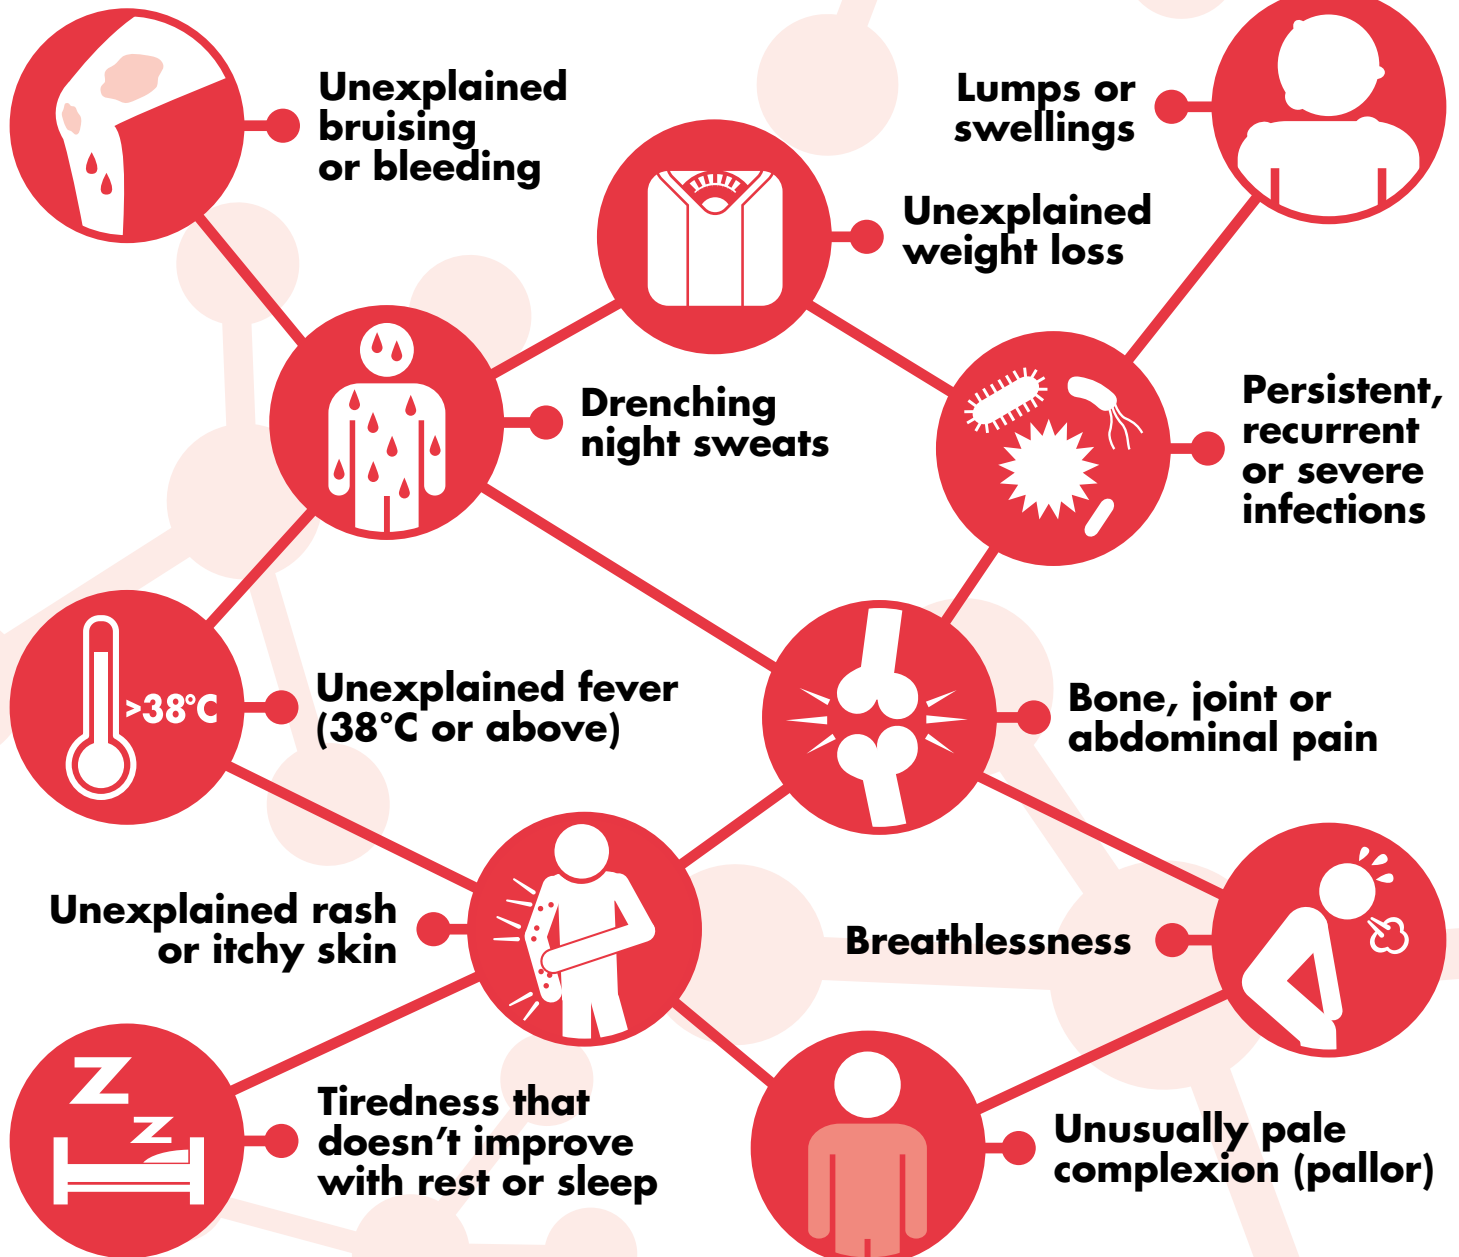 Unexplained
bruising
or bleeding
Lumps or
swellings
Unexplained
weight loss
Drenching
night sweats
Persistent,
recurrent
or severe
infections
>38°C
Unexplained fever
(38°C or above)
Bone, joint or
abdominal pain
Unexplained rash
or itchy skin
Breathlessness
Z
Z
Tiredness that
doesn’t improve
with rest or sleep
Unusually pale
complexion (pallor)